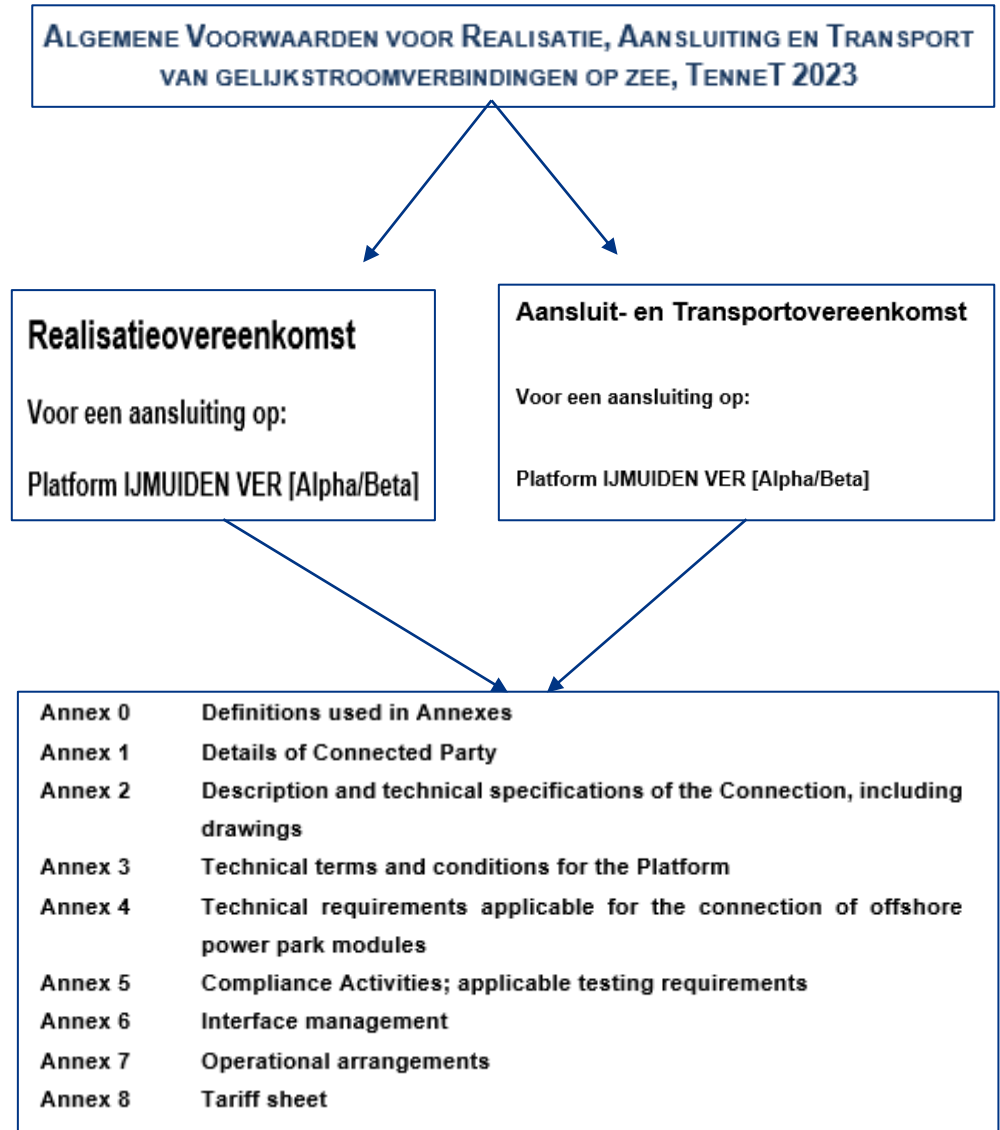 ALGEMENE VOORWAARDEN VOOR REALISATIE, AANSLUITING EN TRANSPORT
VAN GELIJKSTROOMVERBINDINGEN OP ZEE, TENNET 2023
Realisatieovereenkomst
Voor een aansluiting op:
Platform IJMUIDEN VER [Alpha/Beta]
Aansluit- en Transportovereenkomst
Voor een aansluiting op:
Platform IJMUIDEN VER [Alpha/Beta]
Annex 0 Definitions used in Annexes
Annex 1 Details of Connected Party
Annex 2 Description and technical specifications of the Connection, including
drawings
Annex 3 Technical terms and conditions for the Platform
Annex 4 Technical requirements applicable for the connection of offshore
power park modules
Annex 5 Compliance Activities; applicable testing requirements
Annex 6 Interface management
Annex 7 Operational arrangements
Annex 8 Tariff sheet